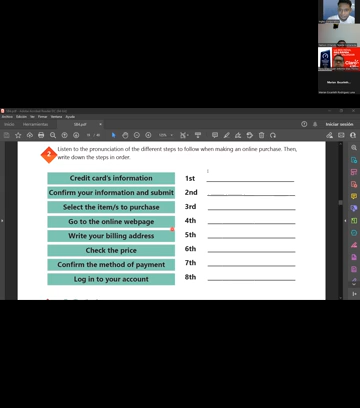 Inicio Herramientas Iniciar sesión
2 Listen to the pronunciation of the different steps to follow when making an online purchase. Then,
write down the steps in order.
Credit card's information 1st
Confirm your information and submit 2nd
Select the item/s to purchase 3rd
Go to the online webpage 4th
Write your billing address 5th
Check the price 6th
Confirm the method of payment 7th
Log in to your account 8th